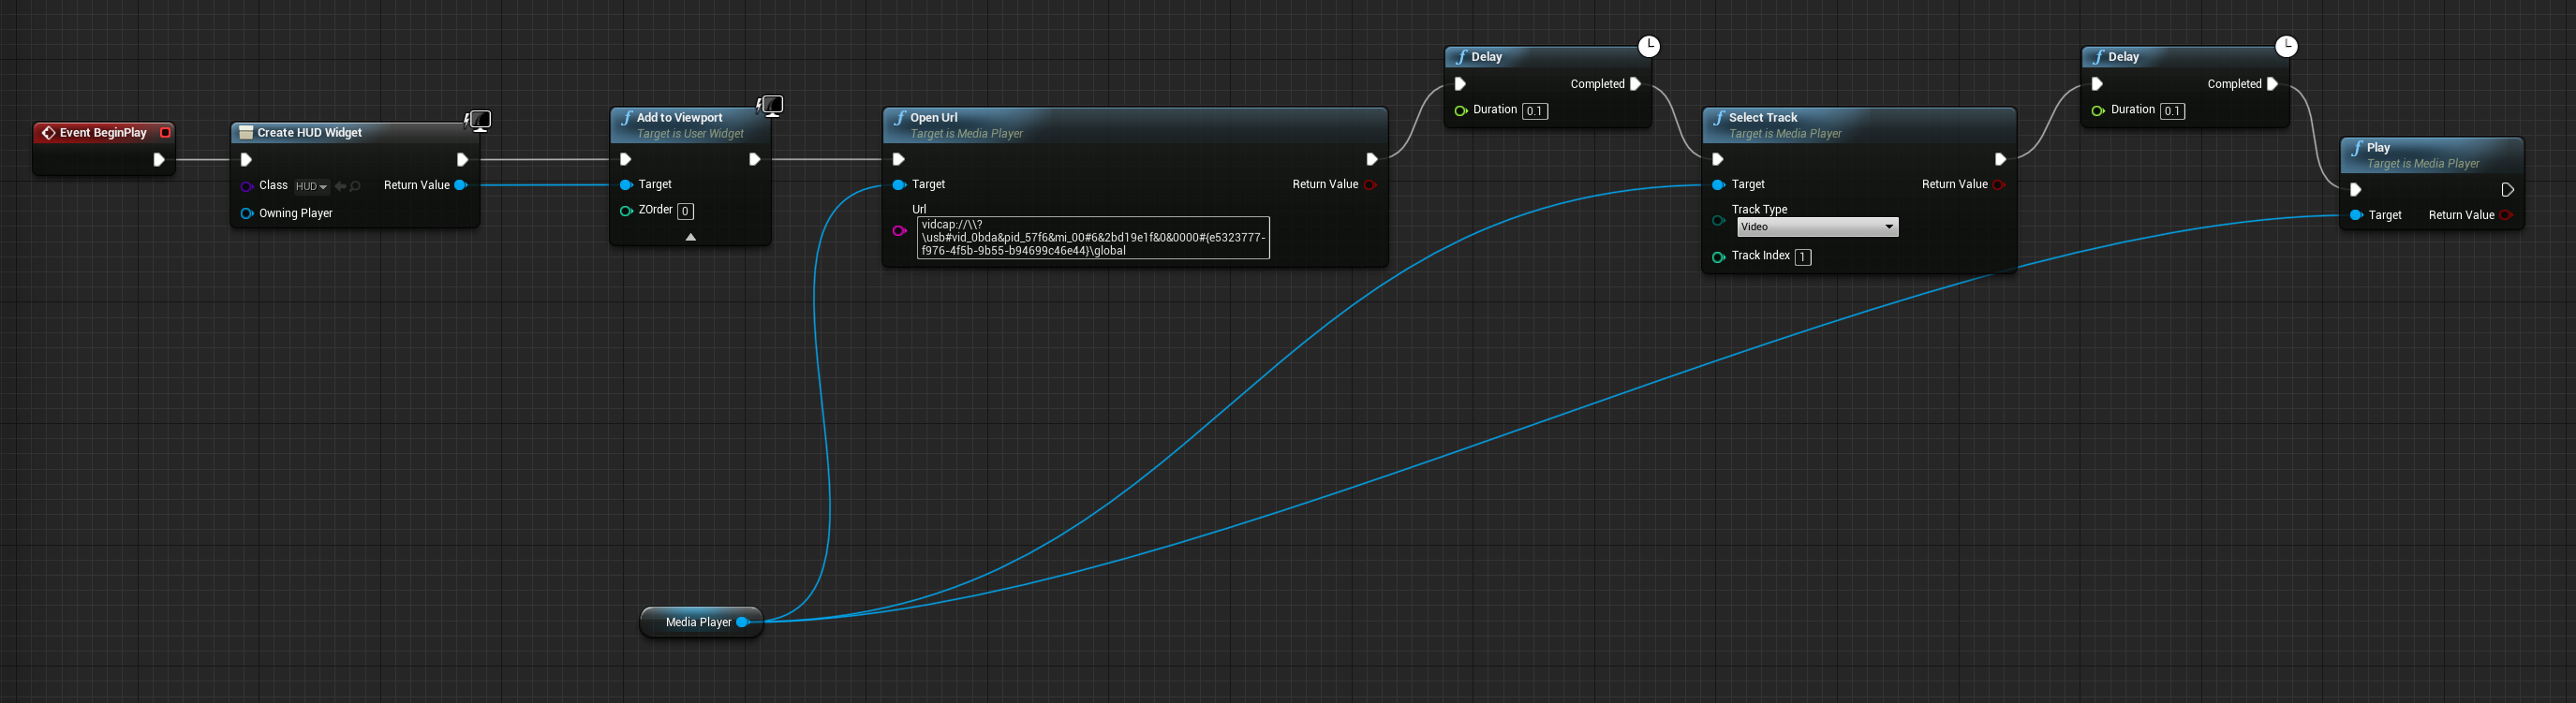 Event BeginPlay
Create HUD Widget
Class HUD
Return Value
Owning Player
f Add to Viewport
Target is User Widget
Target
ZOrder 0
f Open Url
Target is Media Player
Target
Return Value
Url
vidcap://\\?
\usb#vid_0bda&pid_57f6&mi_00#6&2bd19e1f&0&0000#{e5323777-
f976-4f5b-9b55-b94699c46e44}\global
f Delay
Completed
Duration 0.1
f Select Track
Target is Media Player
Target
Return Value
Track Type
Video
Track Index 1
f Delay
Completed
Duration 0.1
f Play
Target is Media Player
Target
Return Value
Media Player